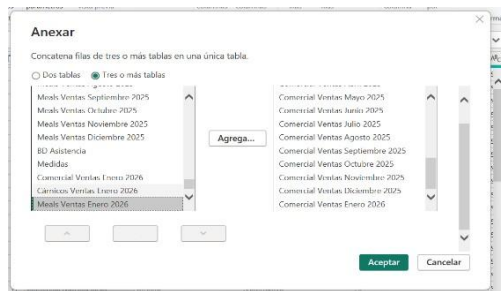 Anexar
Concatena filas de tres o más tablas en una única tabla.
Dos tablas
Tres o más tablas
Meals Ventas Septiembre 2025
Meals Ventas Octubre 2025
Meals Ventas Noviembre 2025
Meals Ventas Diciembre 2025
BD Asistencia
Medidas
Comercial Ventas Enero 2026
Cárnicos Ventas Enero 2026
Meals Ventas Enero 2026
Agrega...
Comercial Ventas Mayo 2025
Comercial Ventas Junio 2025
Comercial Ventas Julio 2025
Comercial Ventas Agosto 2025
Comercial Ventas Septiembre 2025
Comercial Ventas Octubre 2025
Comercial Ventas Noviembre 2025
Comercial Ventas Diciembre 2025
Comercial Ventas Enero 2026
Aceptar
Cancelar